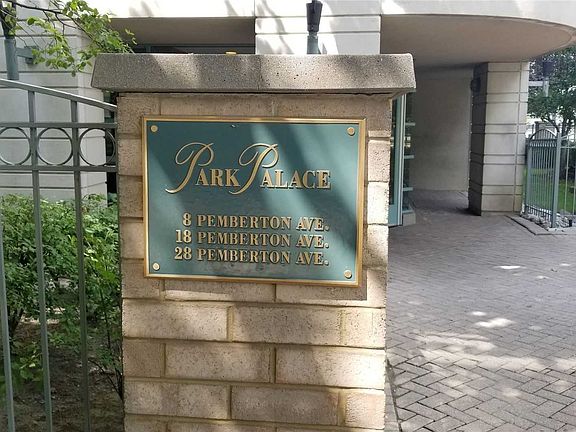 PARK PALACE
8 PEMBERTON AVE.
18 PEMBERTON AVE.
28 PEMBERTON AVE.